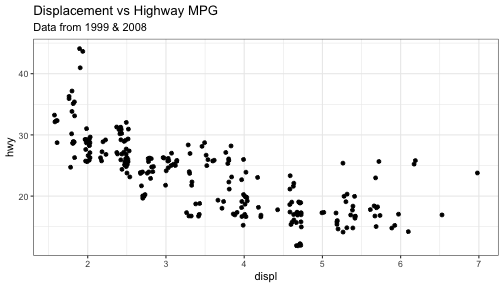 Displacement vs Highway MPG
Data from 1999 & 2008
40
30
20
hwy
2 3 4 5 6 7
displ